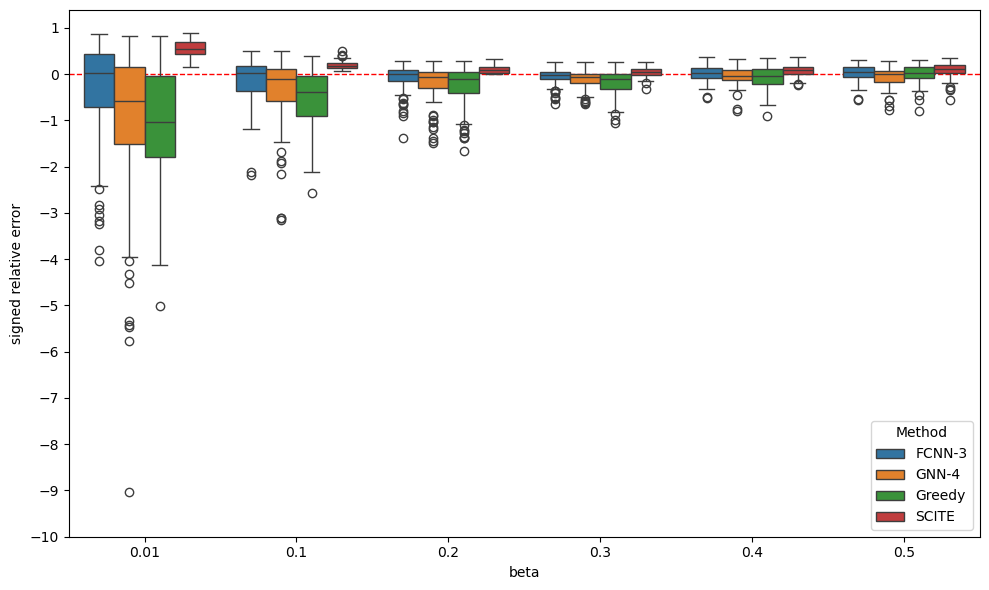 1
0
−1
−2
−3
−4
−5
−6
−7
−8
−9
−10
signed relative error
0.01 0.1 0.2 0.3 0.4 0.5
beta
Method
FCNN-3
GNN-4
Greedy
SCITE